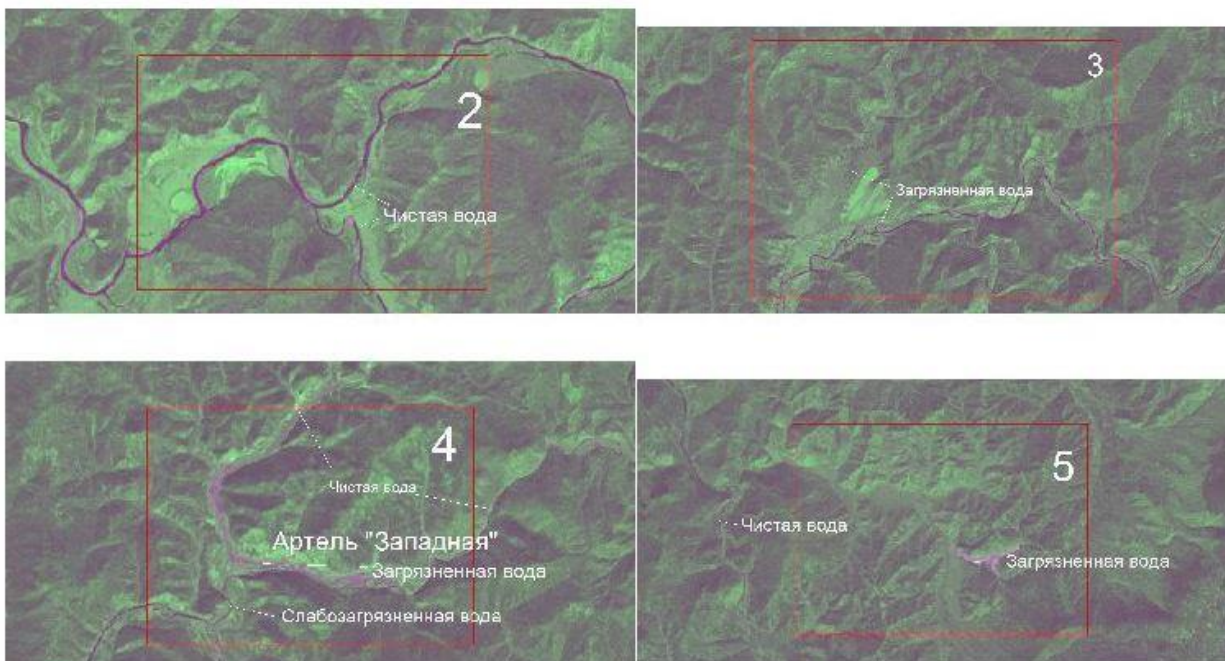 2
Чистая вода
3
Загрязненная вода
4
Чистая вода
Артель "Западная"
Загрязненная вода
Слабозагрязненная вода
5
Чистая вода
Загрязненная вода